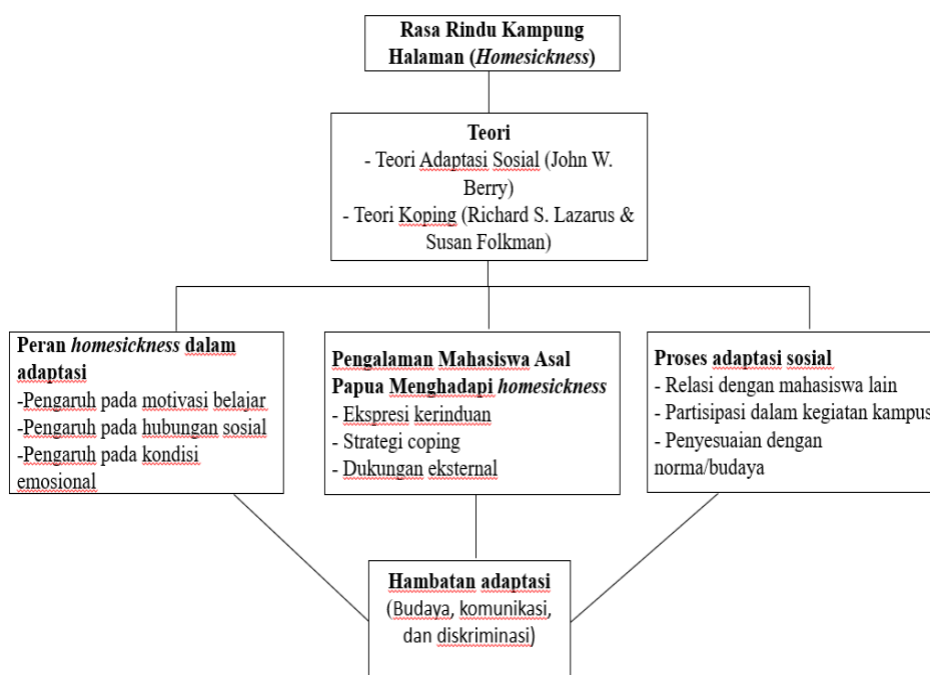 Rasa Rindu Kampung
Halaman (Homesickness)
Teori
- Teori Adaptasi Sosial (John W.
Berry)
- Teori Koping (Richard S. Lazarus &
Susan Folkman)
Peran homesickness dalam
adaptasi
-Pengaruh pada motivasi belajar
-Pengaruh pada hubungan sosial
-Pengaruh pada kondisi
emosional
Pengalaman Mahasiswa Asal
Papua Menghadapi homesickness
- Ekspresi kerinduan
- Strategi coping
- Dukungan eksternal
Proses adaptasi sosial
- Relasi dengan mahasiswa lain
- Partisipasi dalam kegiatan kampus
- Penyesuaian dengan
norma/budaya
Hambatan adaptasi
(Budaya, komunikasi,
dan diskriminasi)